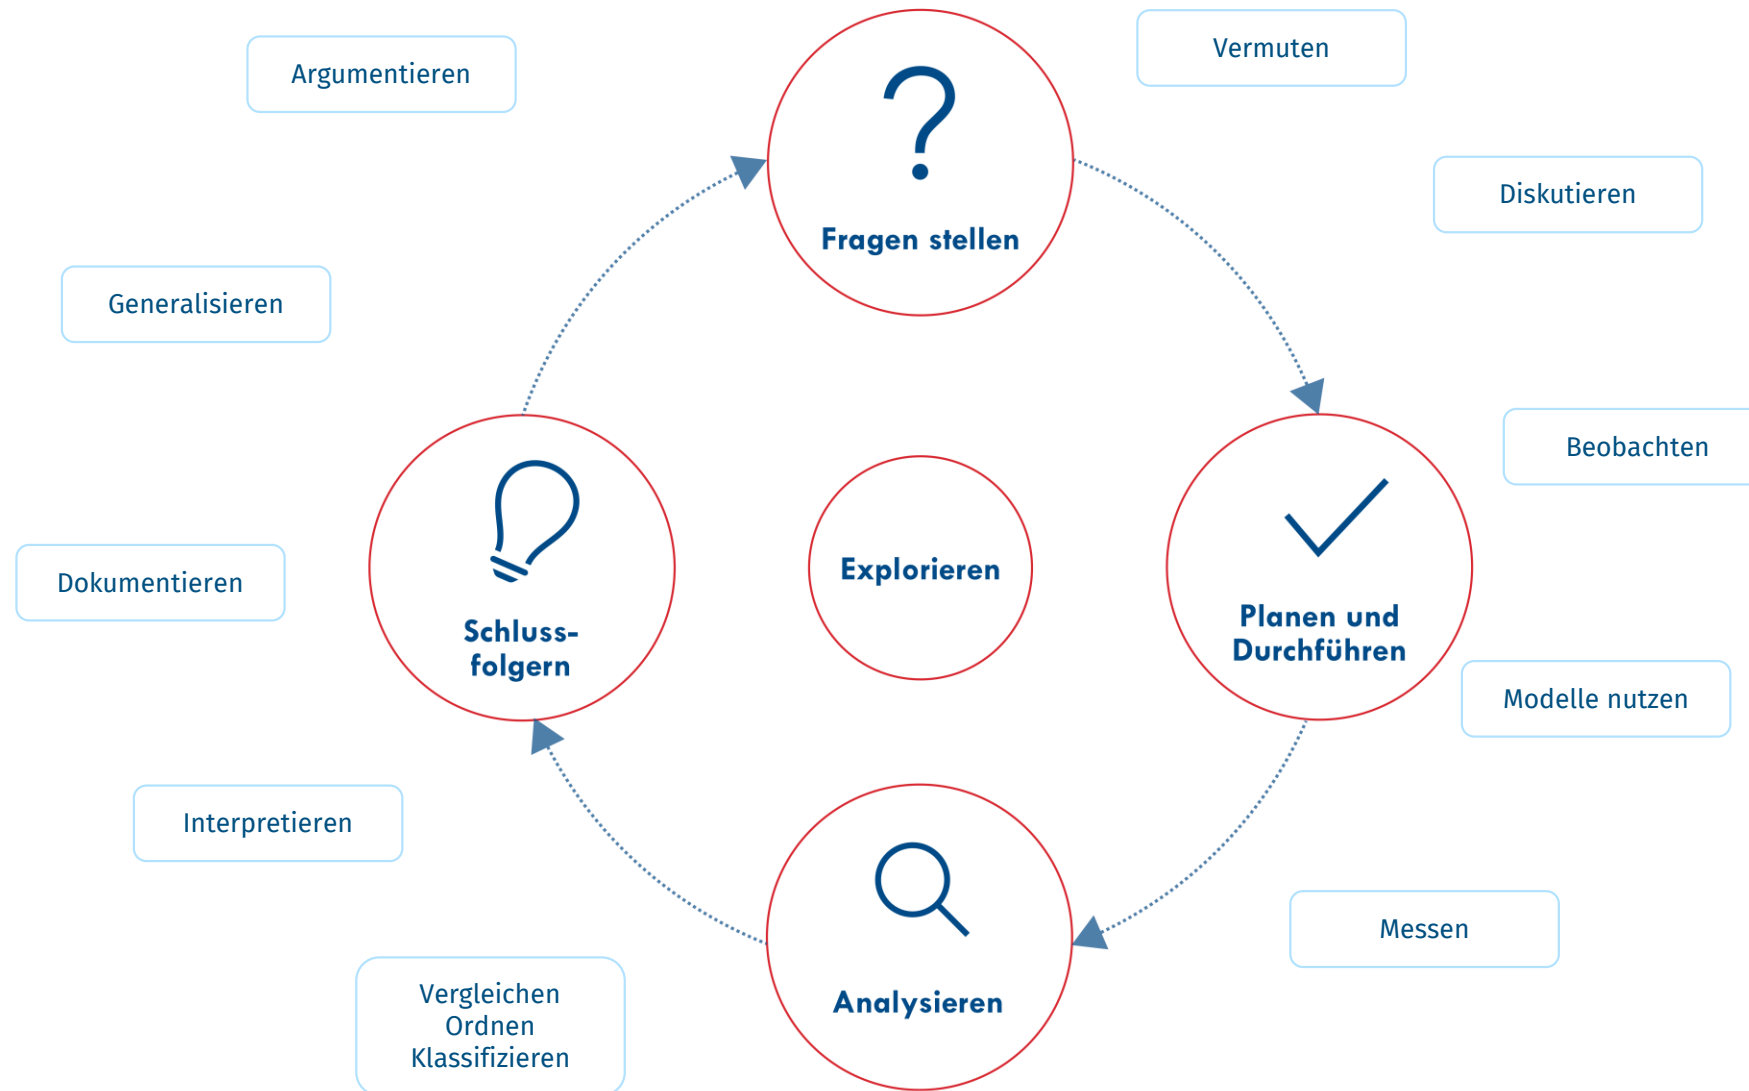 Vermuten
Argumentieren
Diskutieren
Fragen stellen
Generalisieren
Beobachten
Explorieren
Dokumentieren
Schluss-
folgern
Planen und
Durchführen
Modelle nutzen
Interpretieren
Messen
Analysieren
Vergleichen
Ordnen
Klassifizieren